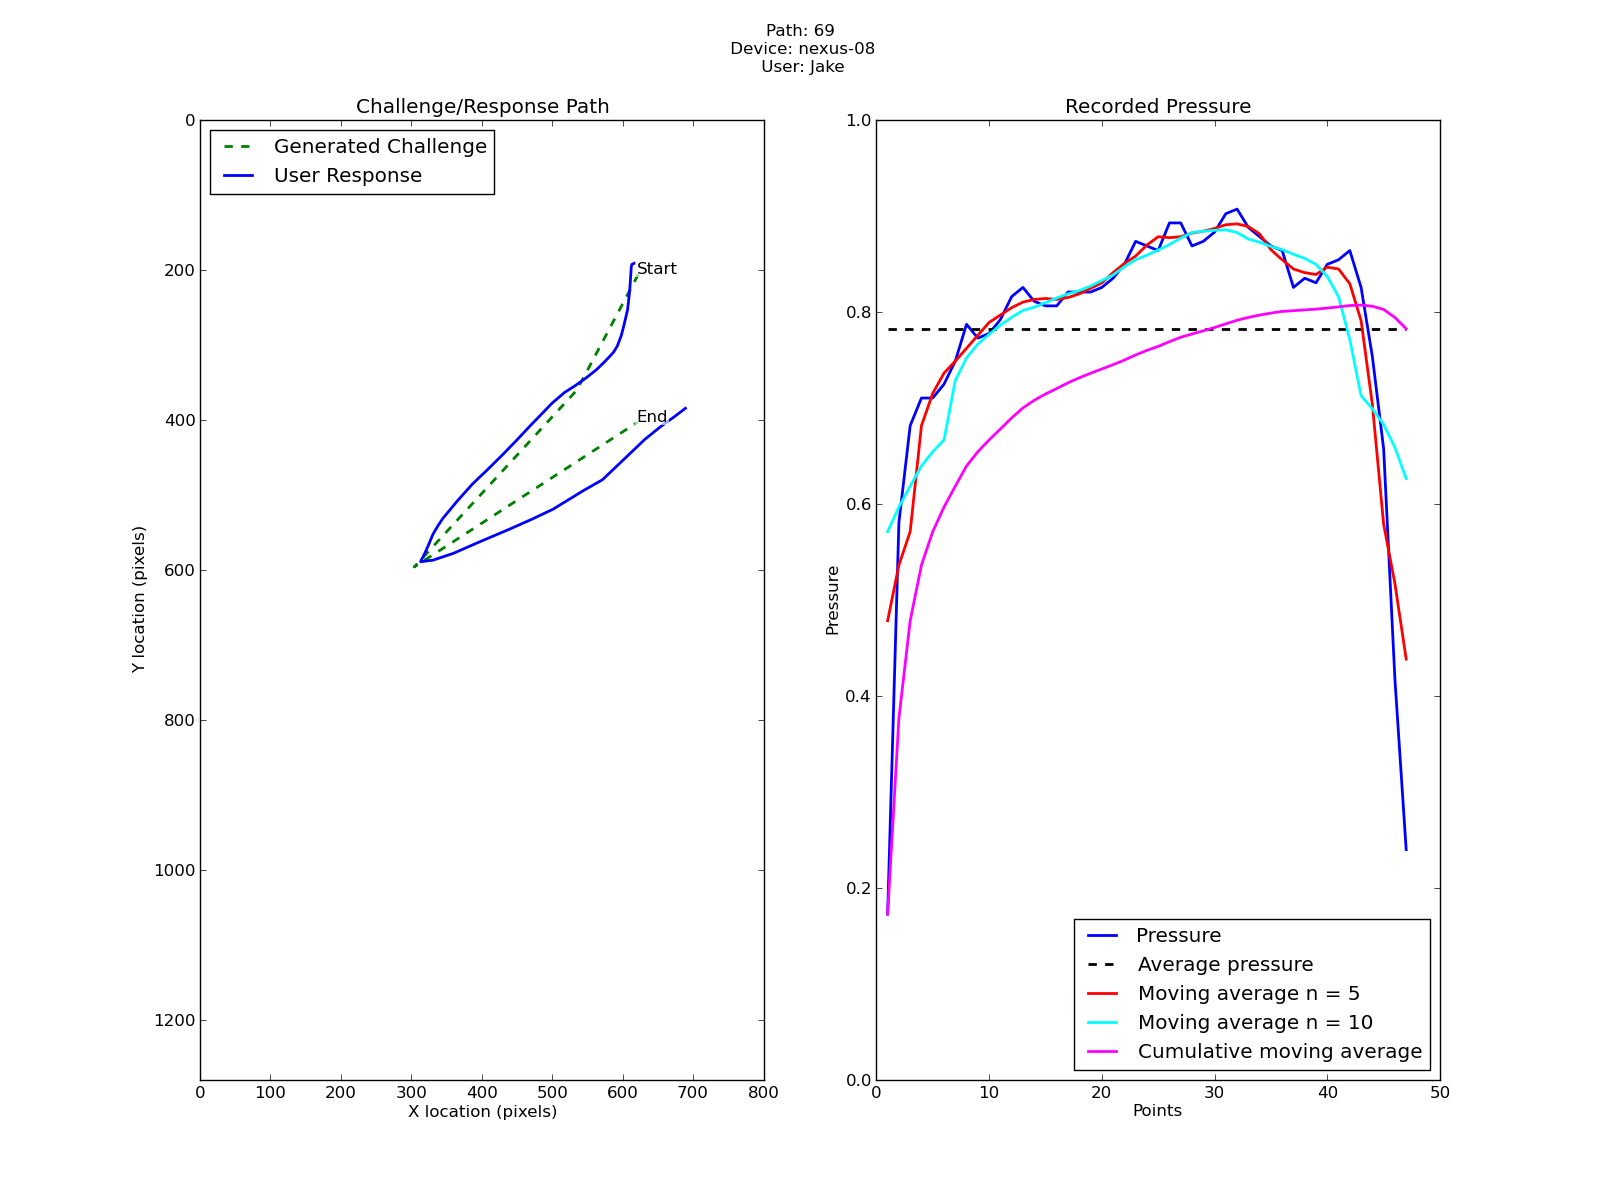 Path: 69
Device: nexus-08
User: Jake
Challenge/Response Path
Generated Challenge
User Response
Start
End
0
200
400
600
800
1000
1200
Y location (pixels)
0 100 200 300 400 500 600 700 800
X location (pixels)
Recorded Pressure
1.0
0.8
0.6
0.4
0.2
0.0
Pressure
Pressure
Average pressure
Moving average n = 5
Moving average n = 10
Cumulative moving average
0 10 20 30 40 50
Points